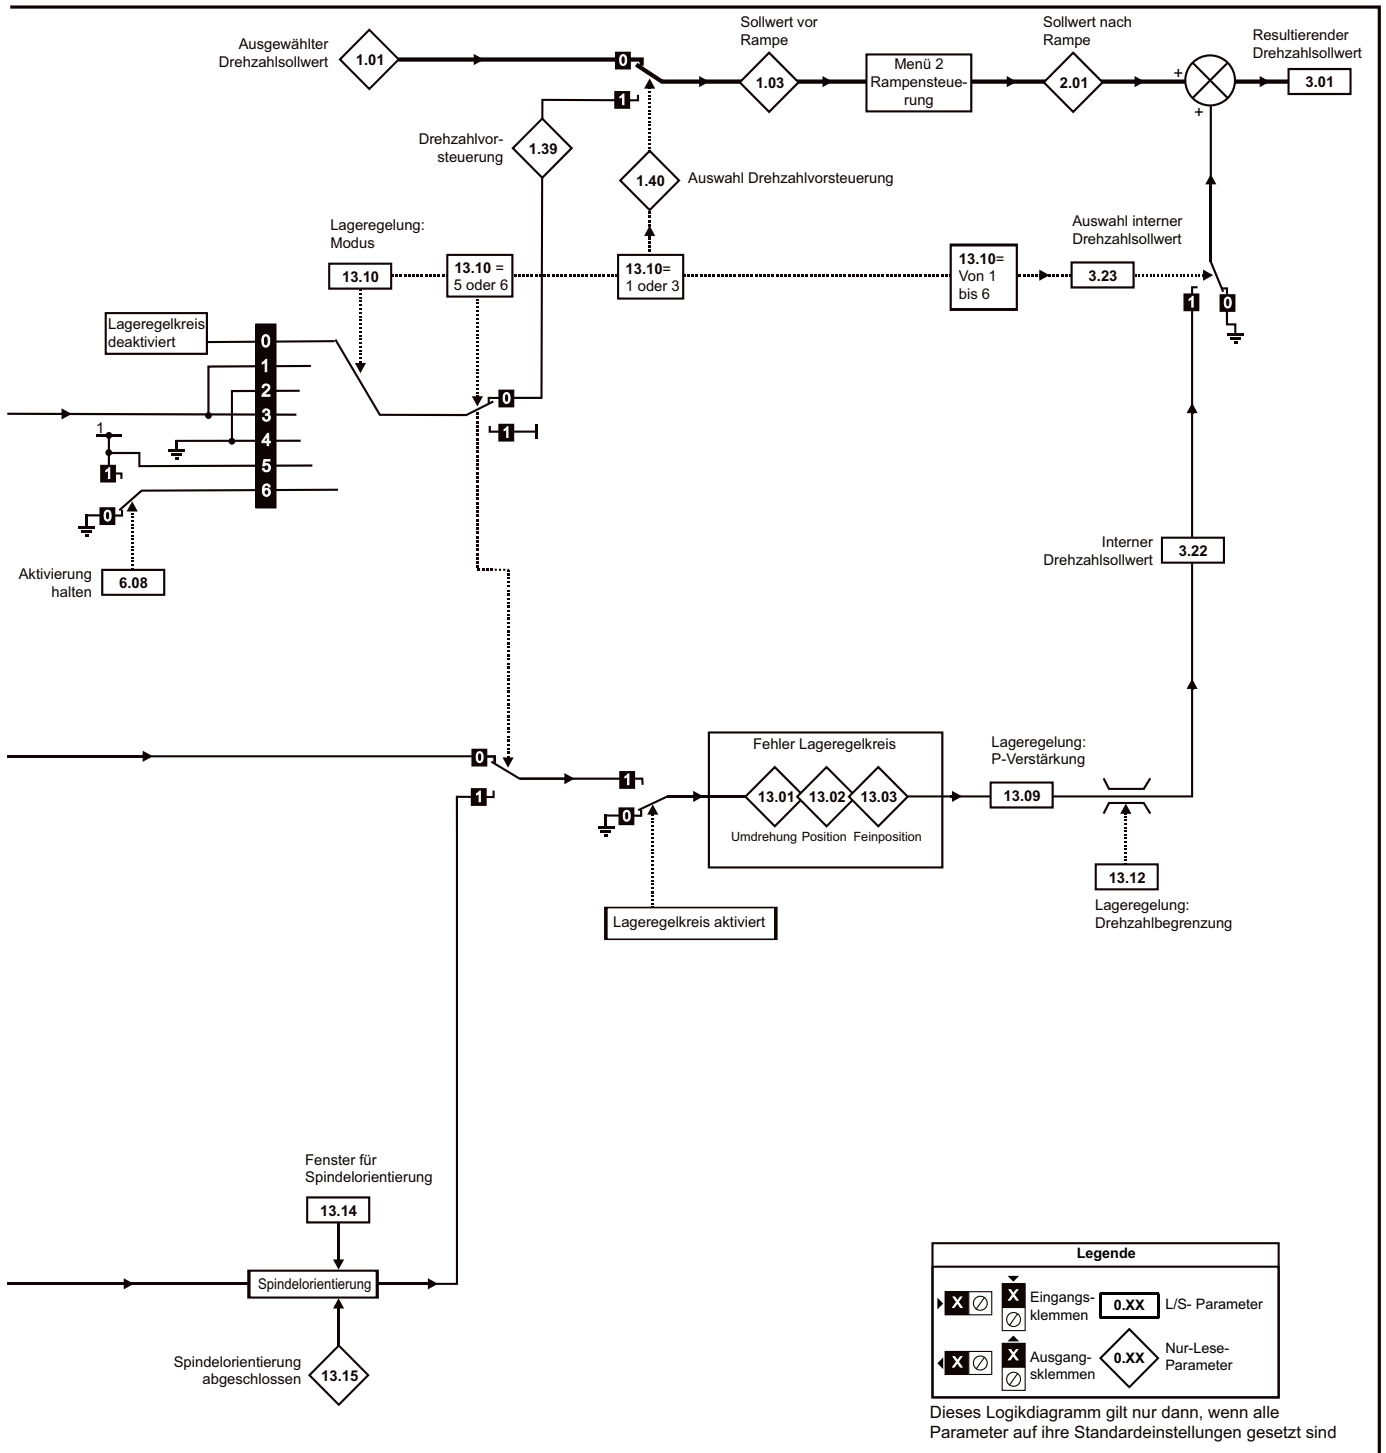 Ausgewählter
Drehzahlsollwert
1.01
0
1
Sollwert vor
Rampe
1.03
Menü 2
Rampensteue-
rung
Sollwert nach
Rampe
2.01
+
+
Resultierender
Drehzahlsollwert
3.01
Drehzahlvor-
steuerung
1.39
1.40
Auswahl Drehzahlvorsteuerung
Lageregelung:
Modus
13.10
13.10 =
5 oder 6
13.10=
1 oder 3
13.10=
Von 1
bis 6
Auswahl interner
Drehzahlsollwert
3.23
1
0
Lageregelkreis
deaktiviert
0
1
2
3
4
5
6
0
1
1
1
0
Aktivierung
halten
6.08
Interner
Drehzahlsollwert
3.22
0
1
1
0
Fehler Lageregelkreis
13.01
13.02
13.03
Umdrehung
Position
Feinposition
Lageregelung:
P-Verstärkung
13.09
13.12
Lageregelung:
Drehzahlbegrenzung
Lageregelkreis aktiviert
Fenster für
Spindelorientierung
13.14
Spindelorientierung
Spindelorientierung
abgeschlossen
13.15
Legende
X
X
Eingangs-
klemmen
0.XX
L/S- Parameter
X
X
Ausgang-
sklemmen
0.XX
Nur-Lese-
Parameter
Dieses Logikdiagramm gilt nur dann, wenn alle
Parameter auf ihre Standardeinstellungen gesetzt sind